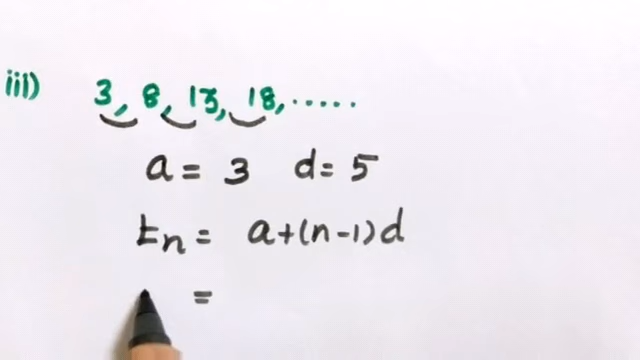 iii) 3, 8, 13, 18, .....
a = 3 d = 5
tn = a+(n-1)d
=